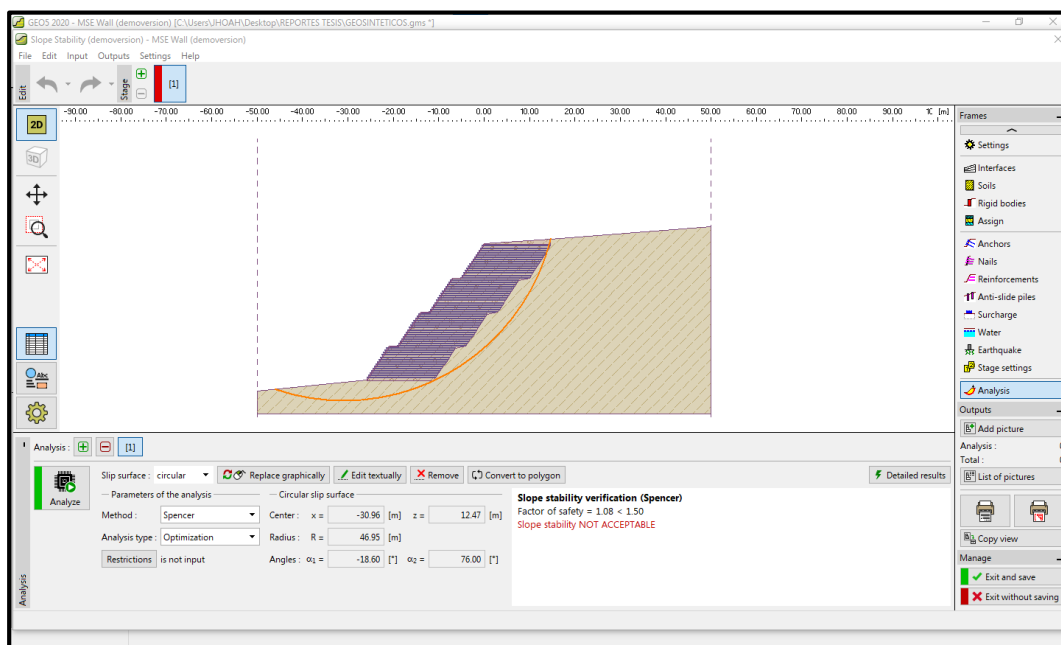 GEO5 2020 - MSE Wall (demoversion) [C:\Users\JHOAH\Desktop\REPORTES TESIS\GEOSINTETICOS.gms *]
Slope Stability (demoversion) - MSE Wall (demoversion)
File Edit Input Outputs Settings Help
Edit
Stage
[1]
-90.00 -80.00 -70.00 -60.00 -50.00 -40.00 -30.00 -20.00 -10.00 0.00 10.00 20.00 30.00 40.00 50.00 60.00 70.00 80.00 90.00 [m]
2D
3D
Abc
Frames
Settings
Interfaces
Soils
Rigid bodies
Assign
Anchors
Nails
Reinforcements
Anti-slide piles
Surcharge
Water
Earthquake
Stage settings
Analysis
Outputs
Add picture
Analysis :
Total :
List of pictures
Copy view
Manage
Exit and save
Exit without saving
Analysis : [1]
Analyze
Slip surface : circular Replace graphically Edit textually Remove Convert to polygon Detailed results
Parameters of the analysis
Method : Spencer
Analysis type : Optimization
Restrictions is not input
Circular slip surface
Center : x = -30.96 [m] z = 12.47 [m]
Radius : R = 46.95 [m]
Angles : α1 = -18.60 [°] α2 = 76.00 [°]
Slope stability verification (Spencer)
Factor of safety = 1.08 < 1.50
Slope stability NOT ACCEPTABLE
Analysis